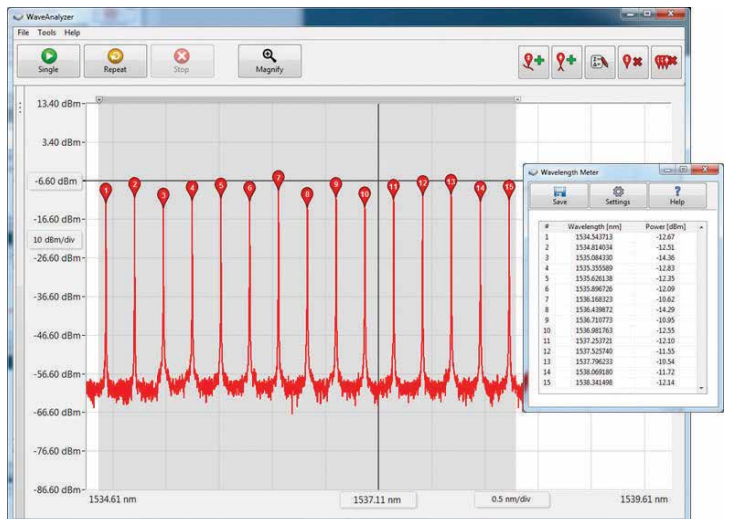 WaveAnalyzer
File Tools Help
Single Repeat Stop Magnify
13.40 dBm
3.40 dBm
-6.60 dBm
-16.60 dBm
10 dBm/div
-26.60 dBm
-36.60 dBm
-46.60 dBm
-56.60 dBm
-66.60 dBm
-76.60 dBm
-86.60 dBm
1 2 3 4 5 6 7 8 9 10 11 12 13 14 15
1534.61 nm 1537.11 nm 0.5 nm/div 1539.61 nm
Wavelength Meter
Save Settings Help
# Wavelength [nm] Power [dBm]
1 1534.543713 -12.67
2 1534.814034 -12.51
3 1535.084330 -14.36
4 1535.355589 -12.83
5 1535.626138 -12.35
6 1535.896726 -12.09
7 1536.168323 -10.62
8 1536.439872 -14.29
9 1536.710773 -10.95
10 1536.981763 -12.55
11 1537.253721 -12.10
12 1537.525740 -11.55
13 1537.796233 -10.54
14 1538.069180 -11.72
15 1538.341498 -12.14